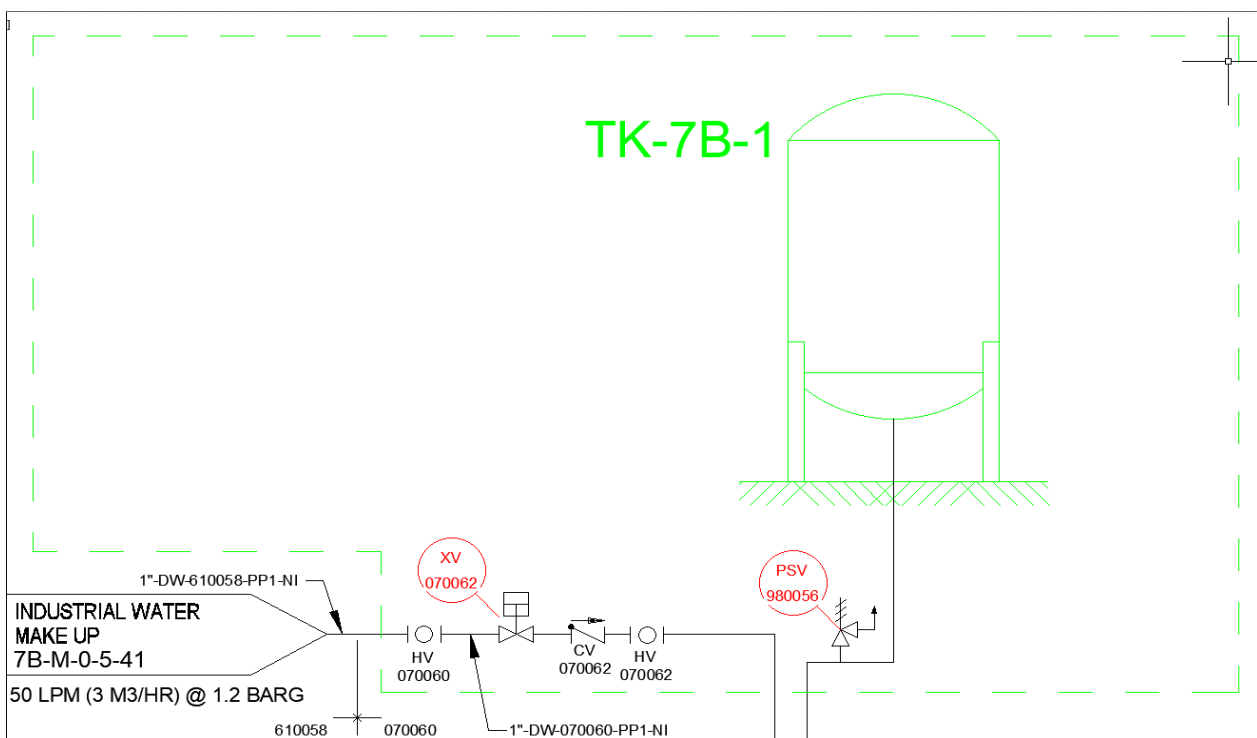 TK-7B-1
XV
070062
PSV
980056
1"-DW-610058-PP1-NI
INDUSTRIAL WATER
MAKE UP
7B-M-0-5-41
HV
070060
CV
070062
HV
070062
50 LPM (3 M3/HR) @ 1.2 BARG
610058
070060
1"-DW-070060-PP1-NI